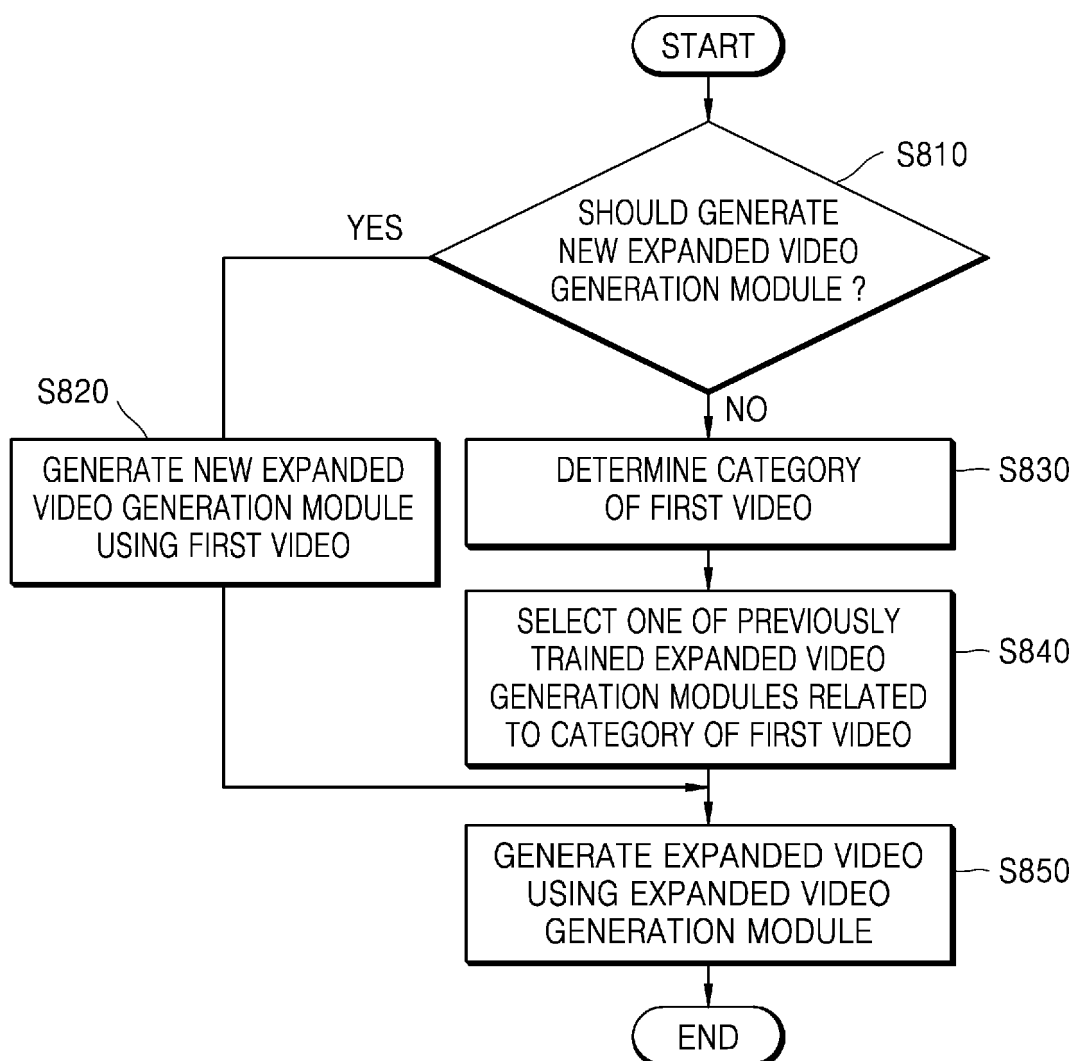 START
S810
SHOULD GENERATE
NEW EXPANDED VIDEO
GENERATION MODULE ?
YES
NO
S820
GENERATE NEW EXPANDED
VIDEO GENERATION MODULE
USING FIRST VIDEO
DETERMINE CATEGORY
OF FIRST VIDEO
S830
SELECT ONE OF PREVIOUSLY
TRAINED EXPANDED VIDEO
GENERATION MODULES RELATED
TO CATEGORY OF FIRST VIDEO
S840
GENERATE EXPANDED VIDEO
USING EXPANDED VIDEO
GENERATION MODULE
S850
END